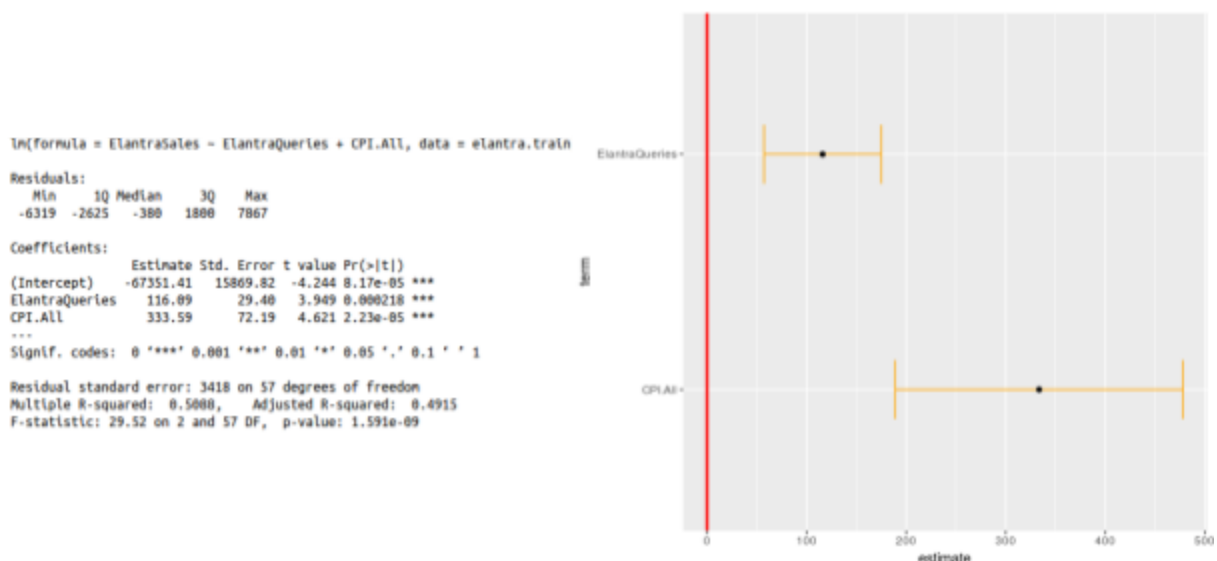 lm(formula = ElantraSales ~ ElantraQueries + CPI.All, data = elantra.train
Residuals:
Min 1Q Median 3Q Max
-6319 -2625 -380 1800 7867
Coefficients:
Estimate Std. Error t value Pr(>|t|)
(Intercept) -67351.41 15869.82 -4.244 8.17e-05 ***
ElantraQueries 116.09 29.40 3.949 0.000218 ***
CPI.All 333.59 72.19 4.621 2.23e-05 ***
---
Signif. codes: 0 ‘***’ 0.001 ‘**’ 0.01 ‘*’ 0.05 ‘.’ 0.1 ‘ ’ 1
Residual standard error: 3418 on 57 degrees of freedom
Multiple R-squared: 0.5088, Adjusted R-squared: 0.4915
F-statistic: 29.52 on 2 and 57 DF, p-value: 1.591e-09
term
ElantraQueries
CPI.All
0 100 200 300 400 500
estimate